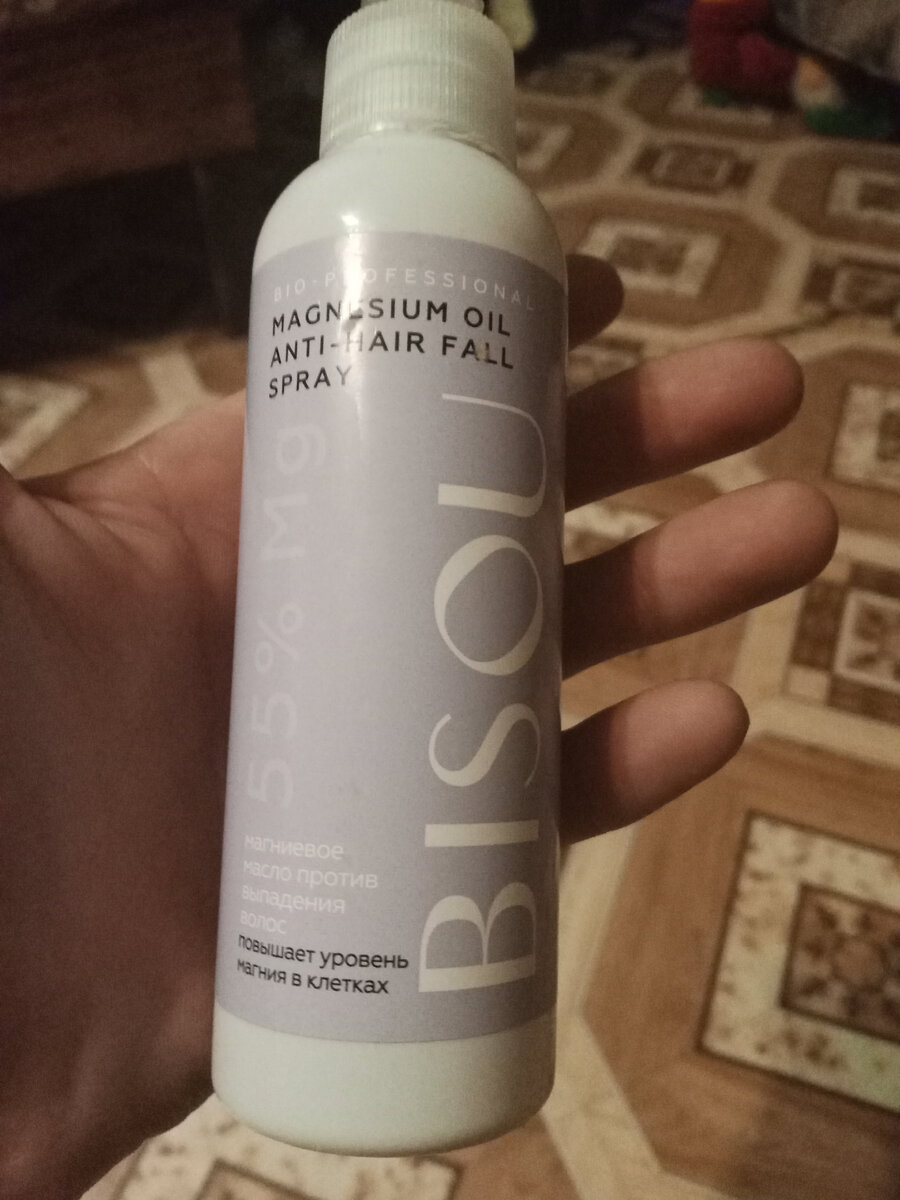 BIO-PROFESSIONAL
MAGNESIUM OIL
ANTI-HAIR FALL
SPRAY
55% Mg
BISOU
магниевое
масло против
выпадения
волос
повышает уровень
магния в клетках